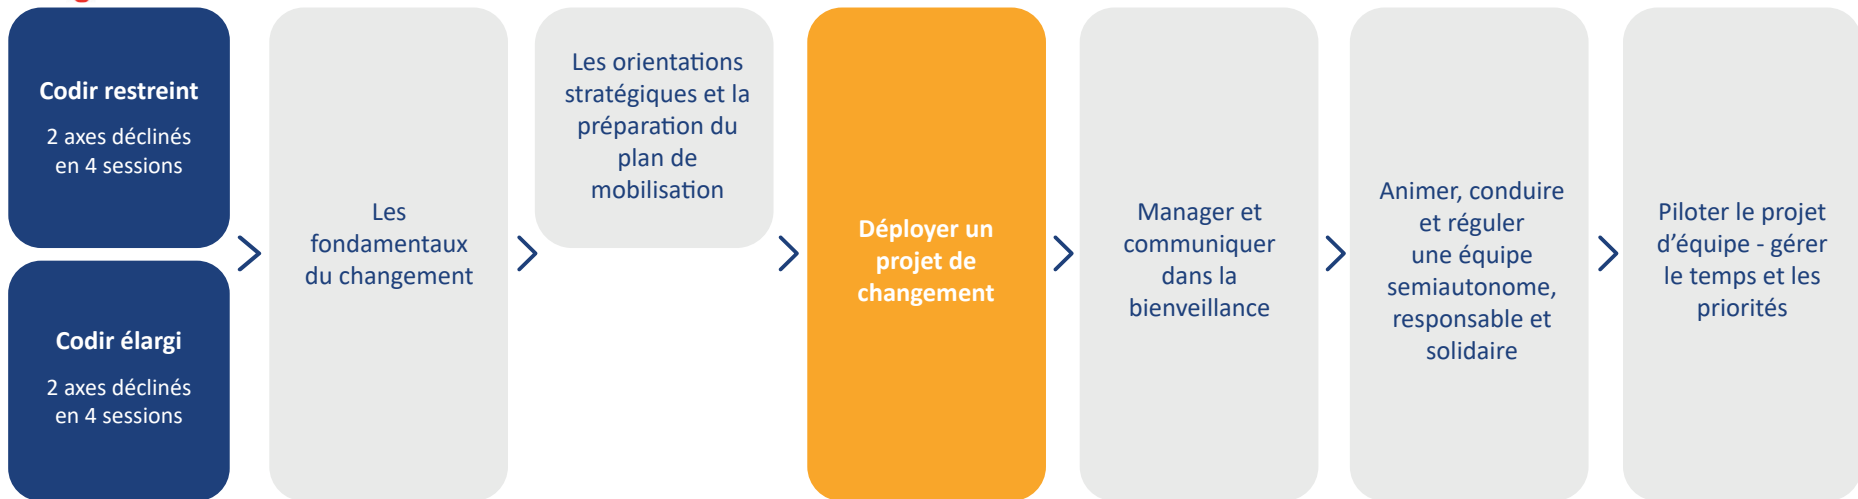 Codir restreint
2 axes déclinés
en 4 sessions
Codir élargi
2 axes déclinés
en 4 sessions
Les
fondamentaux
du changement
Les orientations
stratégiques et la
préparation du
plan de
mobilisation
Déployer un
projet de
changement
Manager et
communiquer
dans la
bienveillance
Animer, conduire
et réguler
une équipe
semiautonome,
responsable et
solidaire
Piloter le projet
d’équipe - gérer
le temps et les
priorités